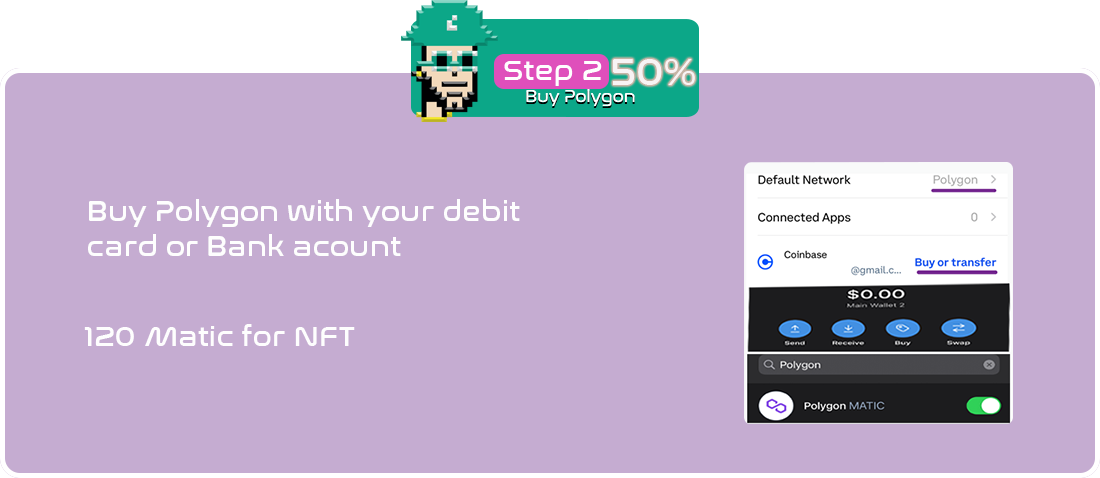 Step 2 50%
Buy Polygon
Buy Polygon with your debit
card or Bank acount
120 Matic for NFT
Default Network Polygon
Connected Apps 0
Coinbase
@gmail.c... Buy or transfer
$0.00
Main Wallet 2
Send Receive Buy Swap
Polygon
Polygon MATIC